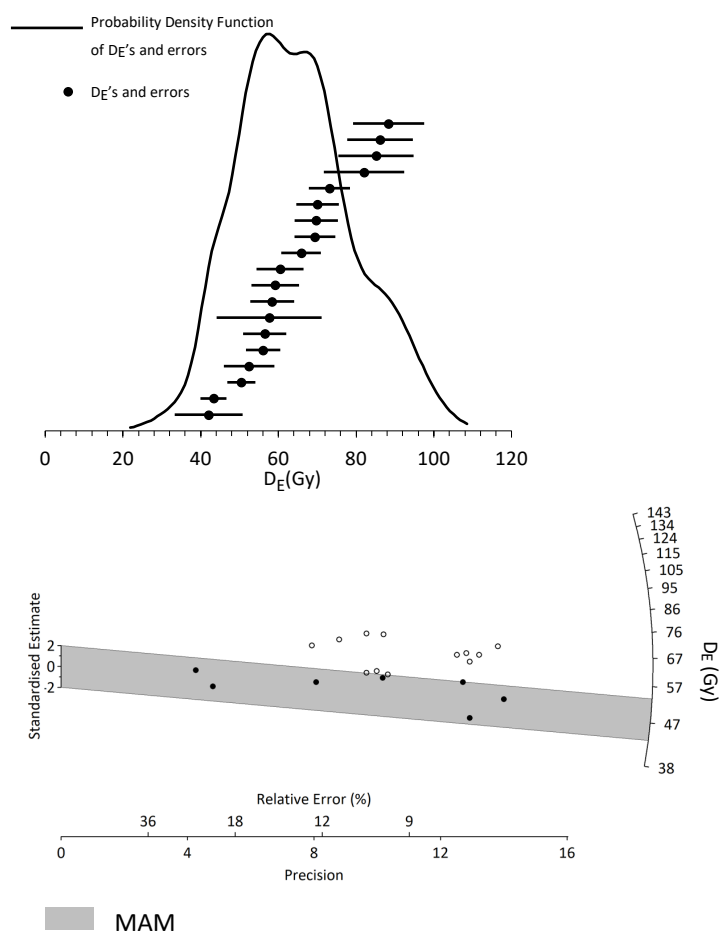 Probability Density Function
of DE's and errors
DE's and errors
0 20 40 60 80 100 120
DE(Gy)
143
134
124
115
105
95
86
76
67
57
47
38
DE (Gy)
Standardised Estimate
2
0
-2
Relative Error (%)
36 18 12 9
0 4 8 12 16
Precision
MAM